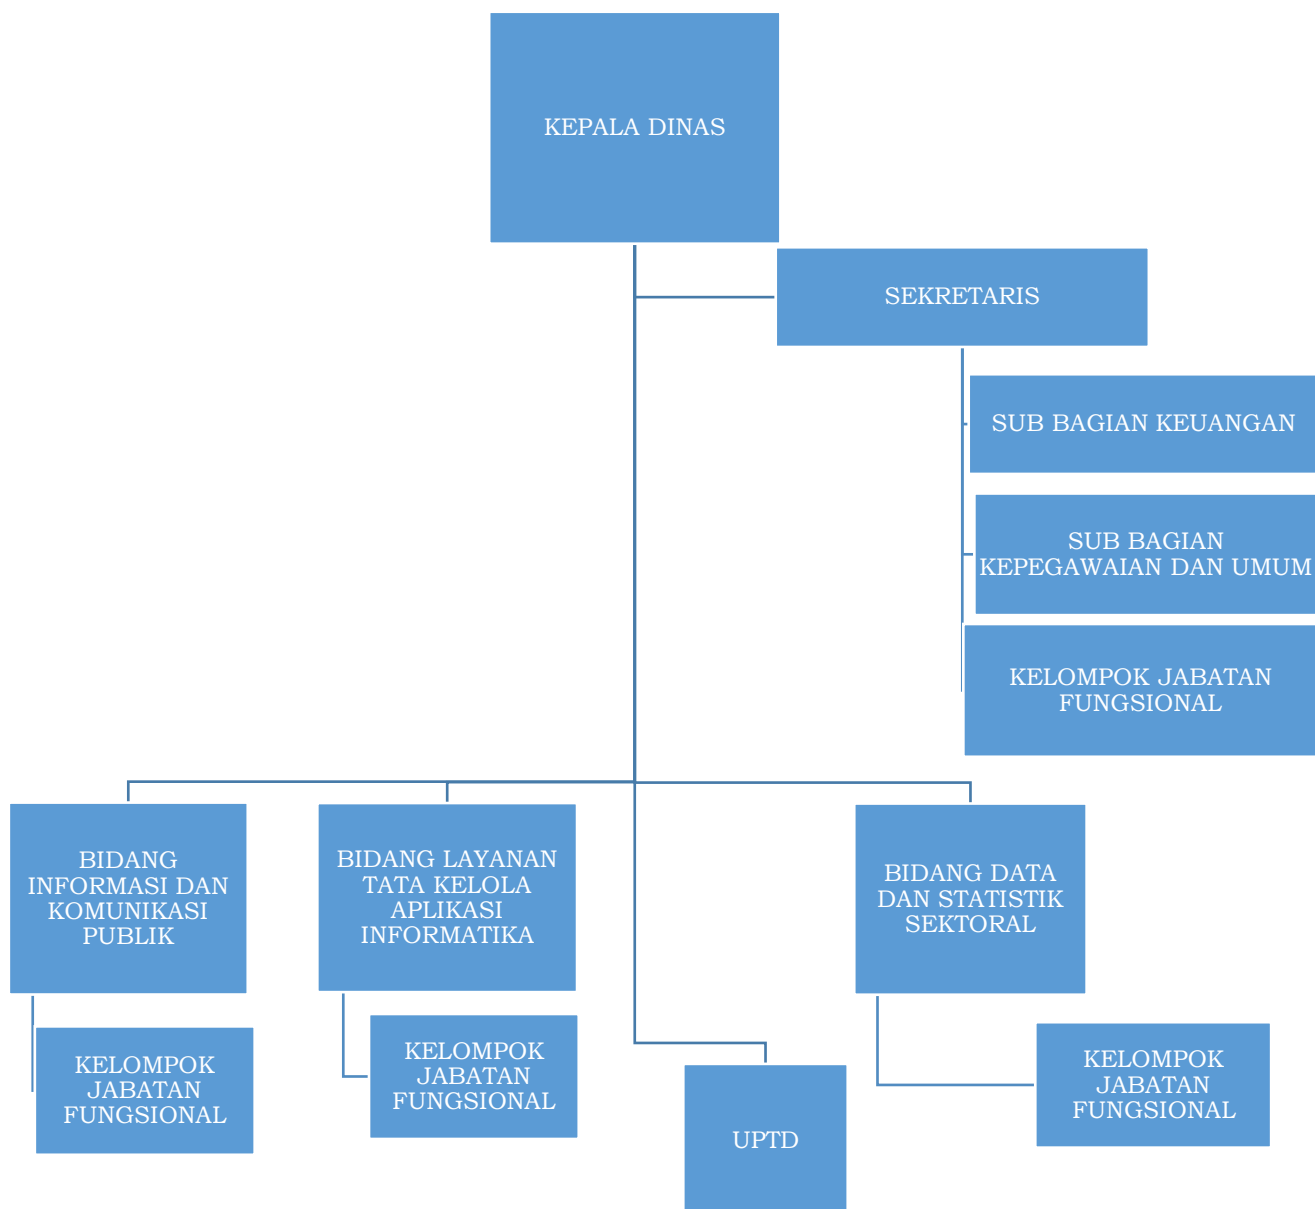 KEPALA DINAS
SEKRETARIS
SUB BAGIAN KEUANGAN
SUB BAGIAN
KEPEGAWAIAN DAN UMUM
KELOMPOK JABATAN
FUNGSIONAL
BIDANG
INFORMASI DAN
KOMUNIKASI
PUBLIK
BIDANG LAYANAN
TATA KELOLA
APLIKASI
INFORMATIKA
BIDANG DATA
DAN STATISTIK
SEKTORAL
KELOMPOK
JABATAN
FUNGSIONAL
KELOMPOK
JABATAN
FUNGSIONAL
UPTD
KELOMPOK
JABATAN
FUNGSIONAL